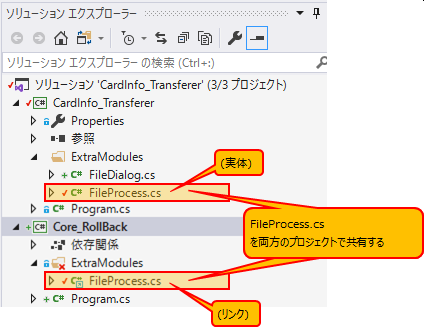 ソリューション エクスプローラー
ソリューション エクスプローラー の検索 (Ctrl+:)
ソリューション 'CardInfo_Transferer' (3/3 プロジェクト)
CardInfo_Transferer
Properties
参照
ExtraModules
(実体)
FileDialog.cs
FileProcess.cs
Program.cs
FileProcess.cs
を両方のプロジェクトで共有する
Core_RollBack
依存関係
ExtraModules
FileProcess.cs
Program.cs
(リンク)